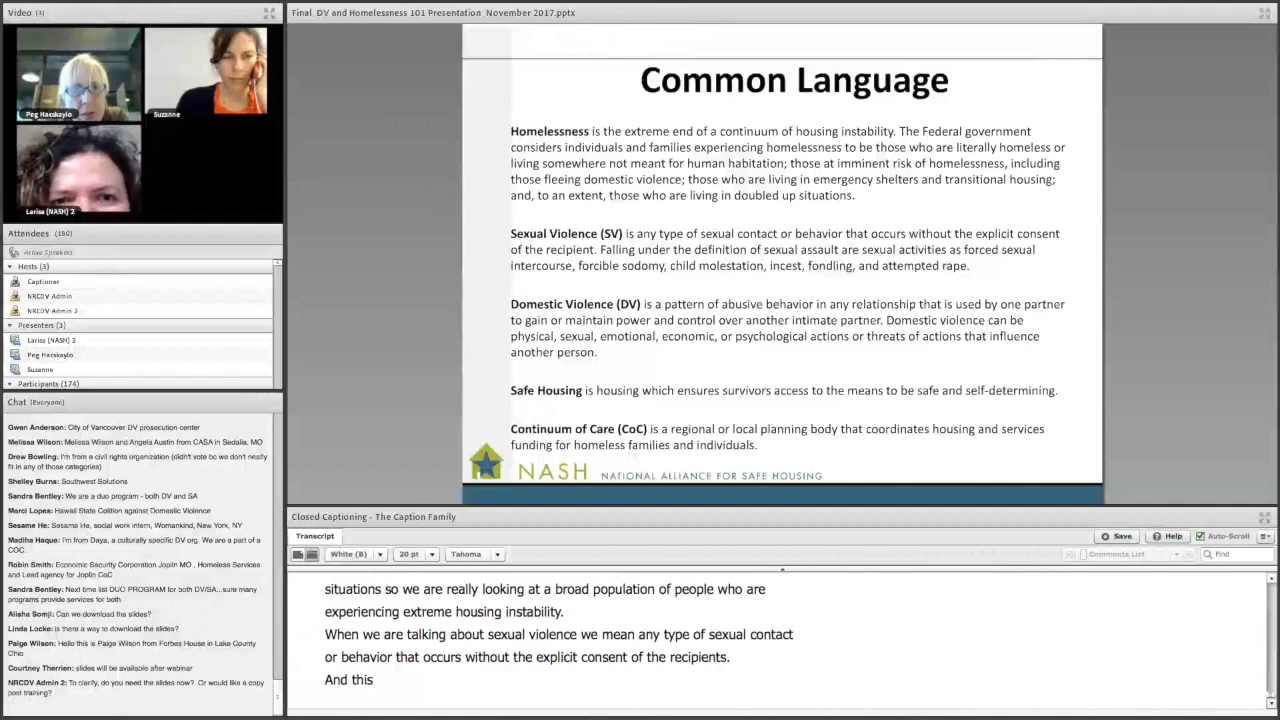 Video (3)
Peg Hacskaylo
Suzanne
Larisa (NASH) 2
Attendees (180)
Active Speakers
Hosts (3)
Captioner
NRCDV Admin
NRCDV Admin 2
Presenters (3)
Larisa (NASH) 2
Peg Hacskaylo
Suzanne
Participants (174)
Chat (Everyone)
Gwen Anderson: City of Vancouver DV prosecution center
Melissa Wilson: Melissa Wilson and Angela Austin from CASA in Sedalia, MO
Drew Bowling: I'm from a civil rights organization (didn't vote bc we don't neatly
fit in any of those categories)
Shelley Burns: Southwest Solutions
Sandra Bentley: We are a duo program - both DV and SA
Marci Lopes: Hawaii State Colition against Domestic Violence
Sesame He: Sesame He, social work intern, Womankind, New York, NY
Madiha Haque: I'm from Daya, a culturally specific DV org. We are a part of a
COC.
Robin Smith: Economic Security Corporation Joplin MO , Homeless Services
and Lead agency for Joplin CoC
Sandra Bentley: Next time list DUO PROGRAM for both DV/SA...sure many
programs provide services for both
Alisha Somji: Can we download the slides?
Linda Locke: is there a way to download the slides?
Paige Wilson: Hello this is Paige Wilson from Forbes House in Lake County
Ohio
Courtney Therrien: slides will be available after webinar
NRCDV Admin 2: To clarify, do you need the slides now? Or would like a copy
post training?
Final DV and Homelessness 101 Presentation November 2017.pptx
Common Language
Homelessness is the extreme end of a continuum of housing instability. The Federal government
considers individuals and families experiencing homelessness to be those who are literally homeless or
living somewhere not meant for human habitation; those at imminent risk of homelessness, including
those fleeing domestic violence; those who are living in emergency shelters and transitional housing;
and, to an extent, those who are living in doubled up situations.
Sexual Violence (SV) is any type of sexual contact or behavior that occurs without the explicit consent
of the recipient. Falling under the definition of sexual assault are sexual activities as forced sexual
intercourse, forcible sodomy, child molestation, incest, fondling, and attempted rape.
Domestic Violence (DV) is a pattern of abusive behavior in any relationship that is used by one partner
to gain or maintain power and control over another intimate partner. Domestic violence can be
physical, sexual, emotional, economic, or psychological actions or threats of actions that influence
another person.
Safe Housing is housing which ensures survivors access to the means to be safe and self-determining.
Continuum of Care (CoC) is a regional or local planning body that coordinates housing and services
funding for homeless families and individuals.
NASH NATIONAL ALLIANCE FOR SAFE HOUSING
Closed Captioning - The Caption Family
Transcript
Save
Help
Auto-Scroll
White (B)
20 pt
Tahoma
Comments List
Find
situations so we are really looking at a broad population of people who are
experiencing extreme housing instability.
When we are talking about sexual violence we mean any type of sexual contact
or behavior that occurs without the explicit consent of the recipients.
And this